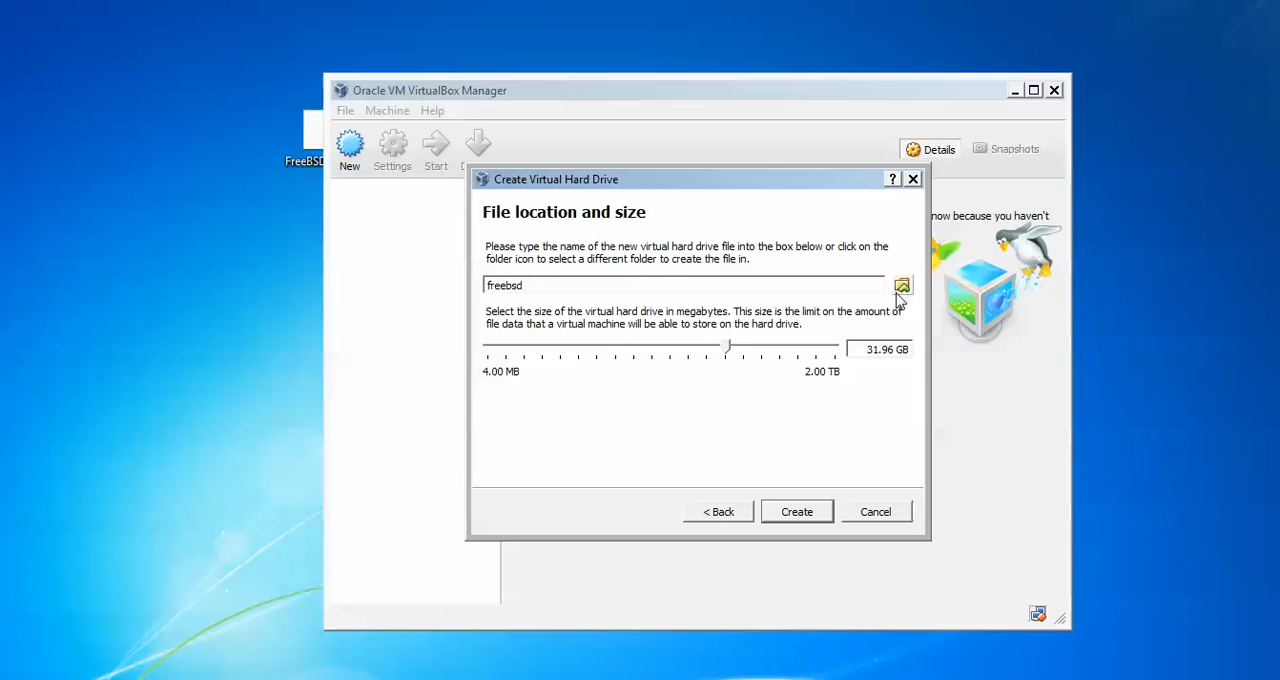 Oracle VM VirtualBox Manager
File Machine Help
New Settings Start
Details Snapshots
FreeBSD
Create Virtual Hard Drive
?
now because you haven't
File location and size
Please type the name of the new virtual hard drive file into the box below or click on the
folder icon to select a different folder to create the file in.
freebsd
Select the size of the virtual hard drive in megabytes. This size is the limit on the amount of
file data that a virtual machine will be able to store on the hard drive.
31.96 GB
4.00 MB 2.00 TB
< Back Create Cancel